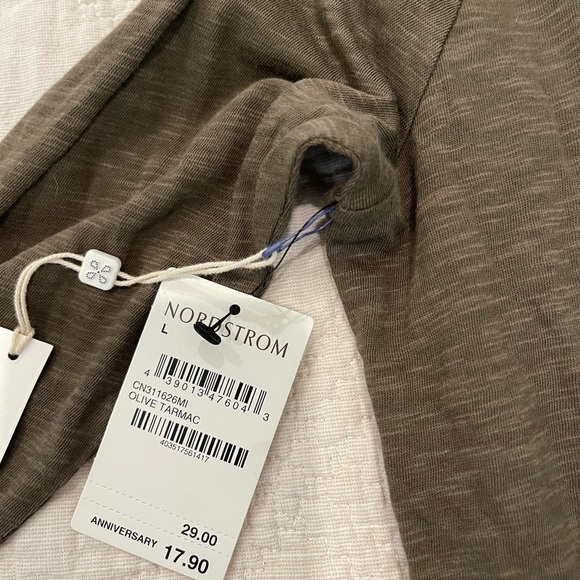 NORDSTROM
L
4 39013 47604 3
CN311626MI
OLIVE TARMAC
403517561417
29.00
ANNIVERSARY 17.90